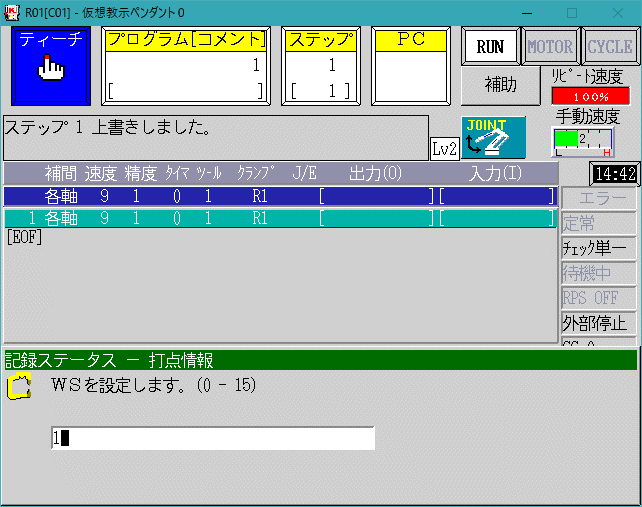 R01[C01] - 仮想教示ペンダント0
ティーチ
プログラム[コメント]
1
[ ]
ステップ
1
[ 1 ]
PC
RUN
MOTOR
CYCLE
補助
リピート速度
100%
手動速度
2
L H
ステップ 1 上書きしました。
Lv2
JOINT
補間 速度 精度 タイマ ツール クランプ J/E 出力(O) 入力(I)
14:42
各軸 9 1 0 1 R1 [ ][ ]
1 各軸 9 1 0 1 R1 [ ][ ]
[EOF]
エラー
定常
チェック単一
待機中
RPS OFF
外部停止
記録ステータス － 打点情報
WSを設定します。(0 - 15)
1